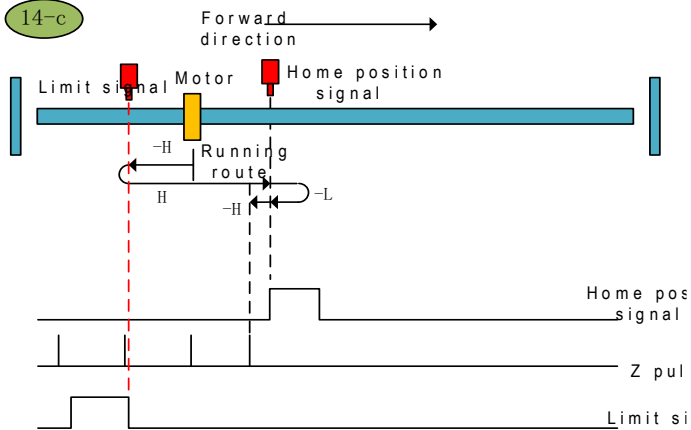 14-c
Forward
direction
Limit signal
Motor
Home position
signal
-H
Running
route
H
-H
-L
Home pos
signal
Z pul
Limit si